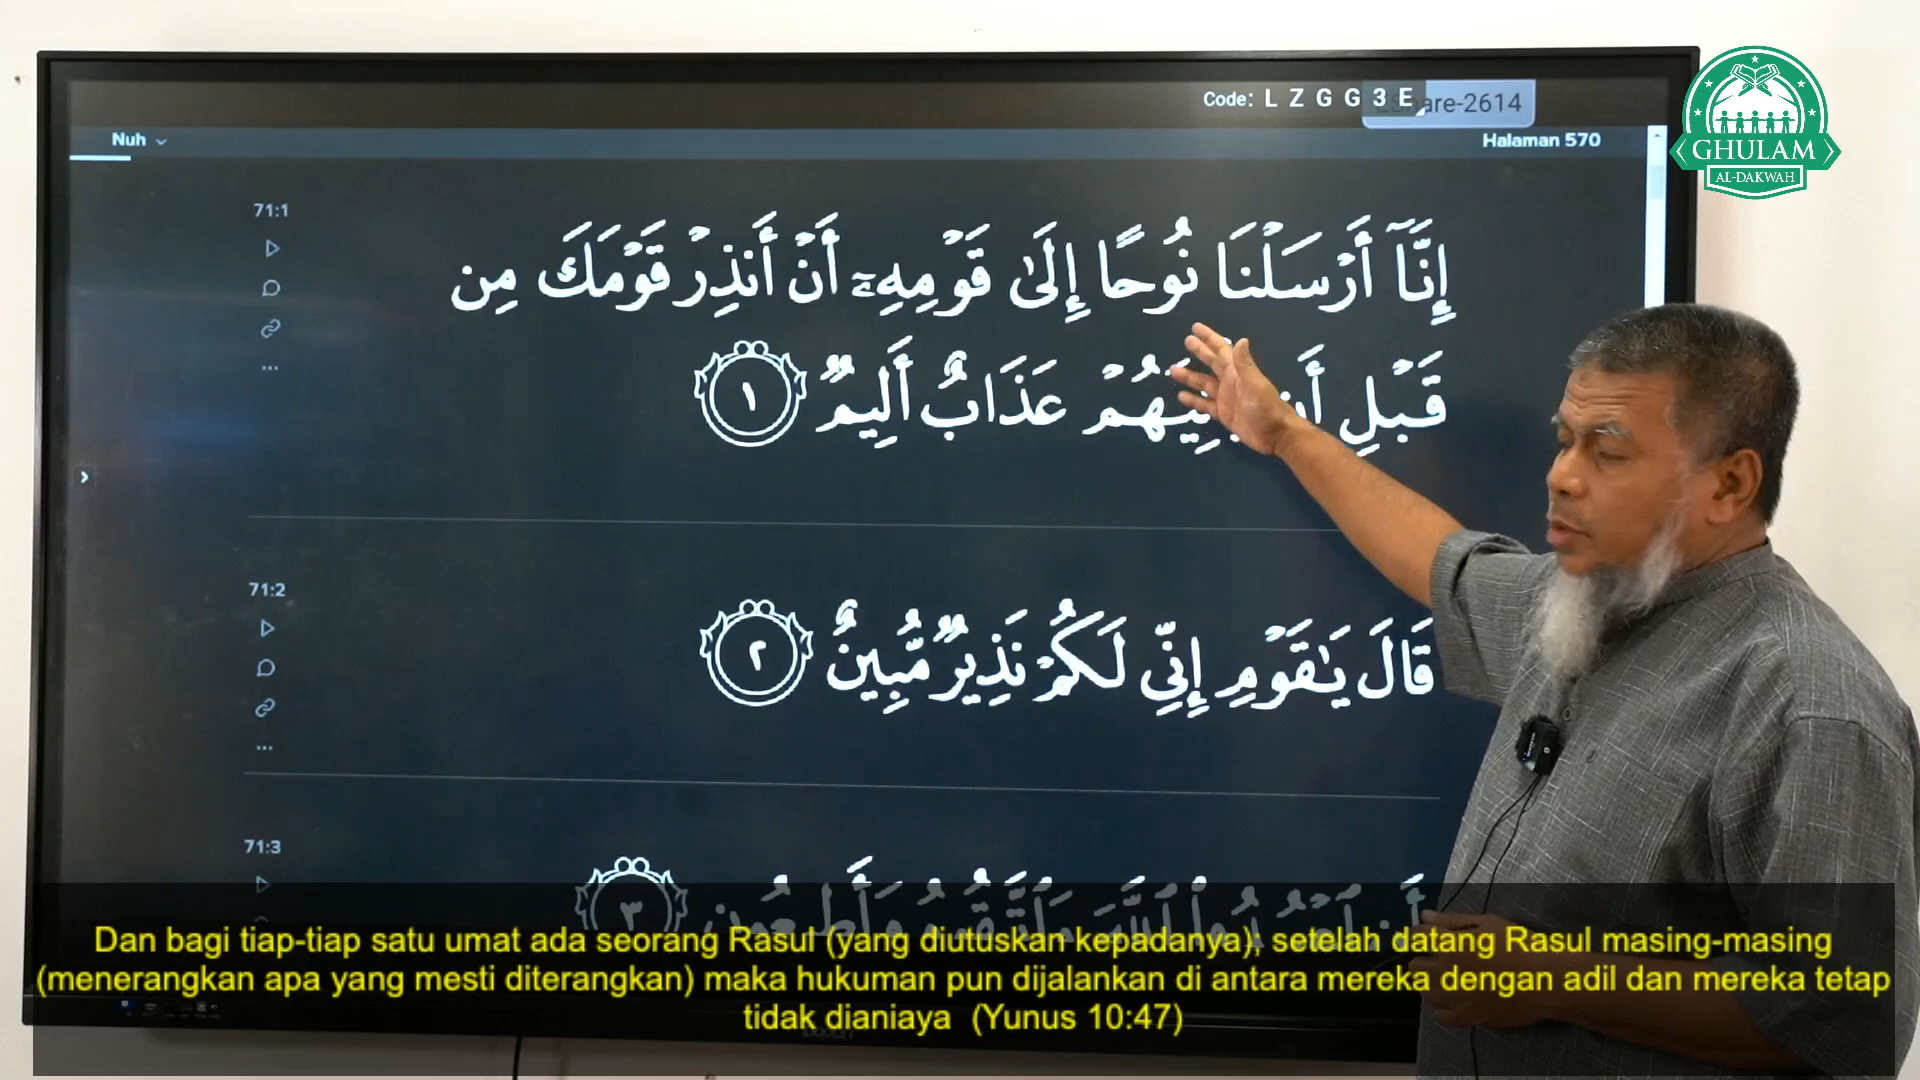 Code: L Z G G 3 E
are-2614
Nuh
Halaman 570
GHULAM
AL-DAKWAH
71:1
إِنَّآ أَرْسَلْنَا نُوحًا إِلَىٰ قَوْمِهِۦٓ أَنْ أَنذِرْ قَوْمَكَ مِن
قَبْلِ أَن يَأْتِيَهُمْ عَذَابٌ أَلِيمٌ ١
71:2
قَالَ يَٰقَوْمِ إِنِّى لَكُمْ نَذِيرٌ مُّبِينٌ ٢
71:3
٣
Dan bagi tiap-tiap satu umat ada seorang Rasul (yang diutuskan kepadanya); setelah datang Rasul masing-masing
(menerangkan apa yang mesti diterangkan) maka hukuman pun dijalankan di antara mereka dengan adil dan mereka tetap
tidak dianiaya (Yunus 10:47)